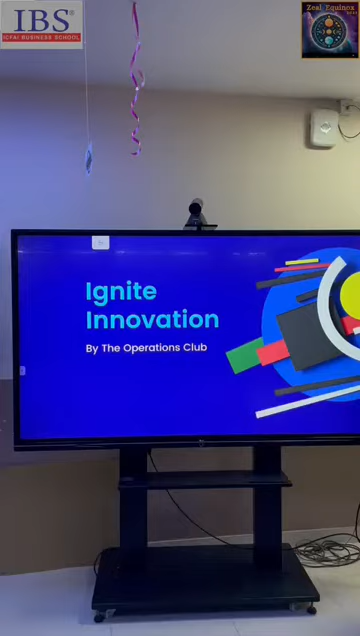 IBS®
ICFAI BUSINESS SCHOOL
Zeal Equinox
Ignite
Innovation
By The Operations Club